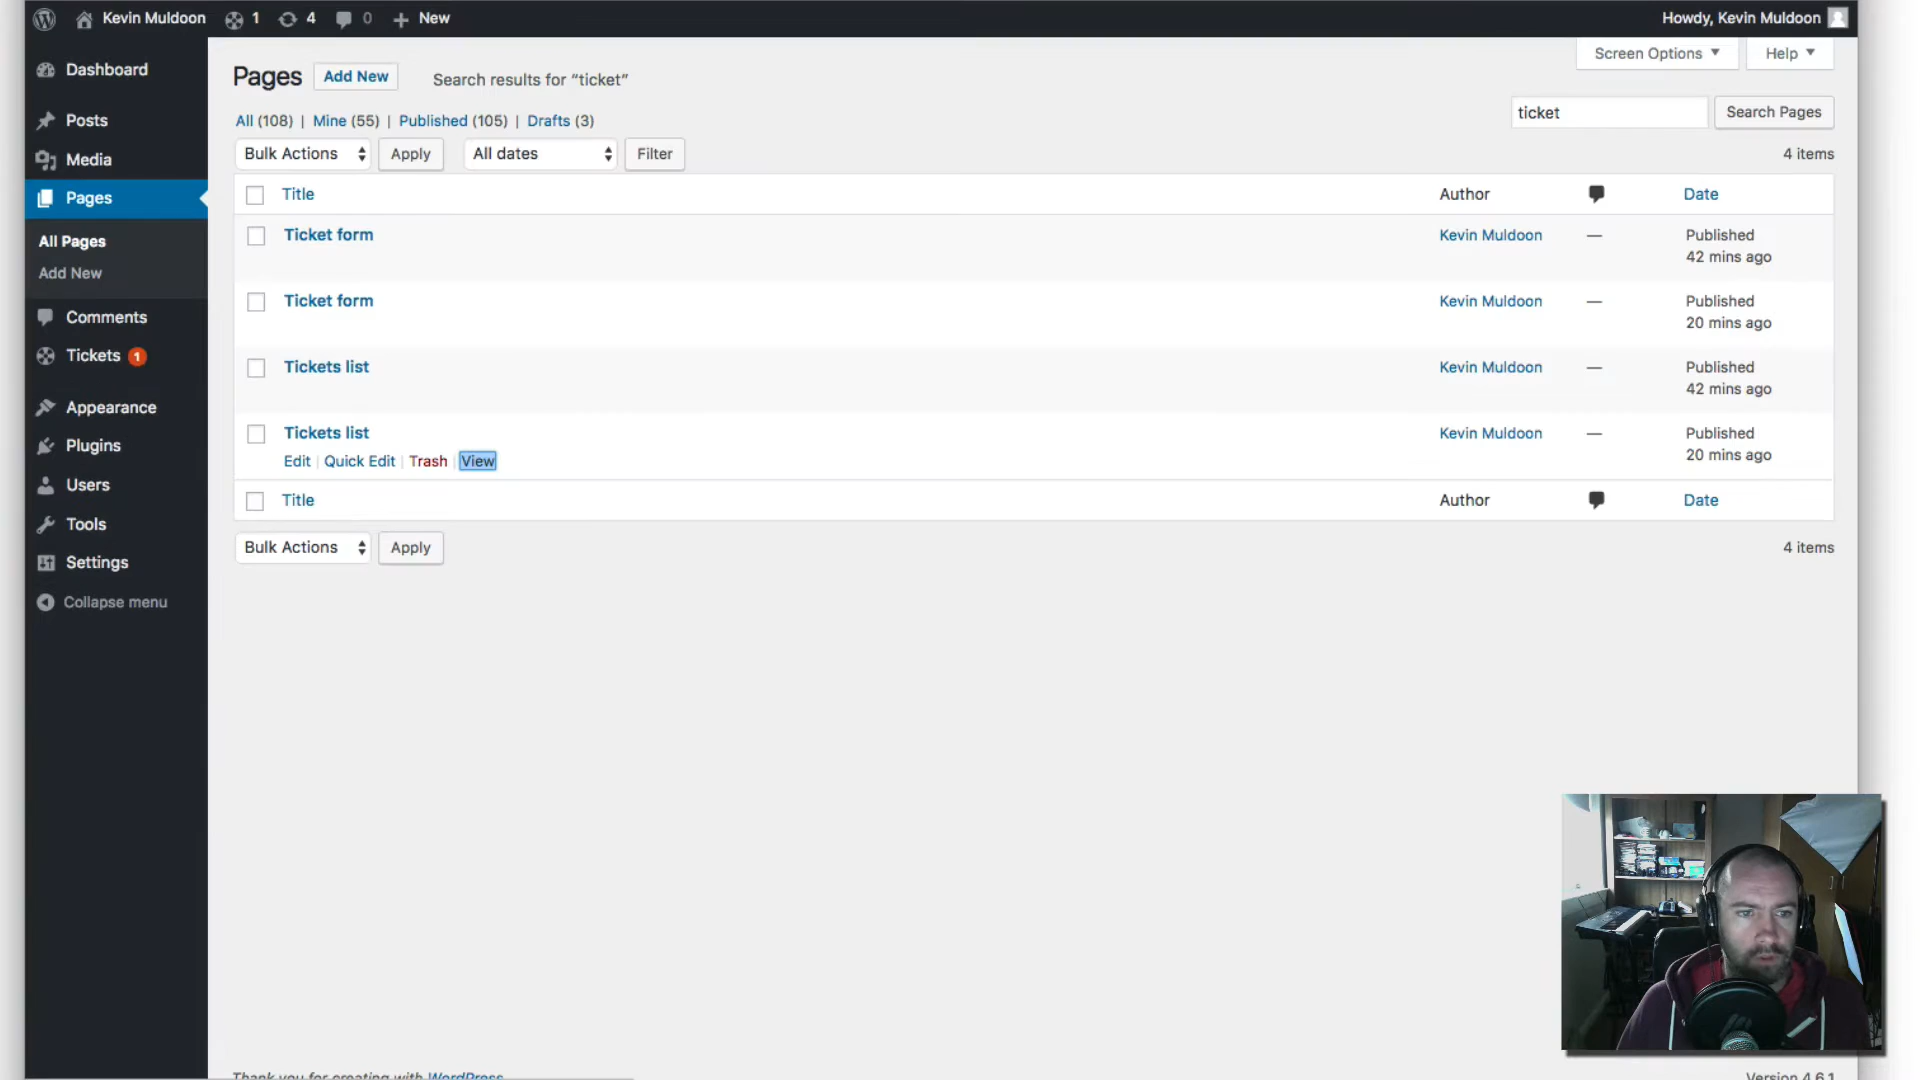 Kevin Muldoon 1 4 0 New
Howdy, Kevin Muldoon
Screen Options Help
Dashboard
Posts
Media
Pages
All Pages
Add New
Comments
Tickets 1
Appearance
Plugins
Users
Tools
Settings
Collapse menu
Pages Add New Search results for “ticket”
All (108) | Mine (55) | Published (105) | Drafts (3)
ticket Search Pages
Bulk Actions Apply All dates Filter 4 items
Title Author Date
Ticket form Kevin Muldoon — Published
42 mins ago
Ticket form Kevin Muldoon — Published
20 mins ago
Tickets list Kevin Muldoon — Published
42 mins ago
Tickets list Kevin Muldoon — Published
Edit | Quick Edit | Trash | View 20 mins ago
Title Author Date
Bulk Actions Apply 4 items
Thank you for creating with WordPress. Version 4.6.1